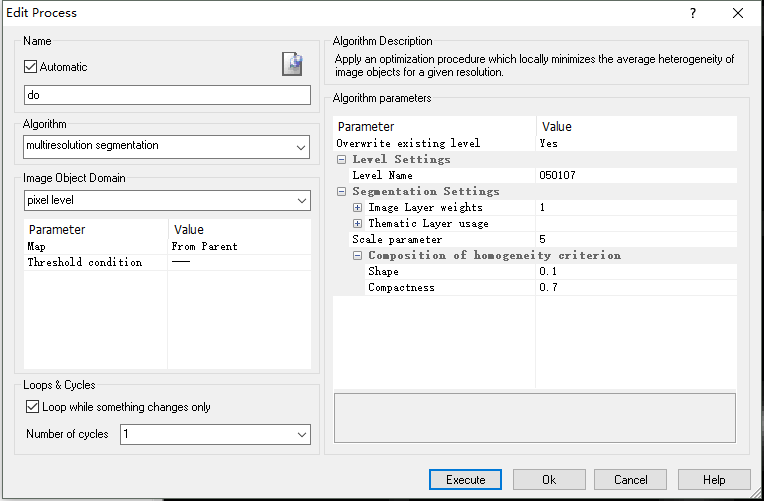 Edit Process
?
Name
Automatic
do
Algorithm
multiresolution segmentation
Image Object Domain
pixel level
Parameter Value
Map From Parent
Threshold condition ——
Loops & Cycles
Loop while something changes only
Number of cycles 1
Algorithm Description
Apply an optimization procedure which locally minimizes the average heterogeneity of
image objects for a given resolution.
Algorithm parameters
Parameter Value
Overwrite existing level Yes
Level Settings
Level Name 050107
Segmentation Settings
Image Layer weights 1
Thematic Layer usage
Scale parameter 5
Composition of homogeneity criterion
Shape 0.1
Compactness 0.7
Execute Ok Cancel Help